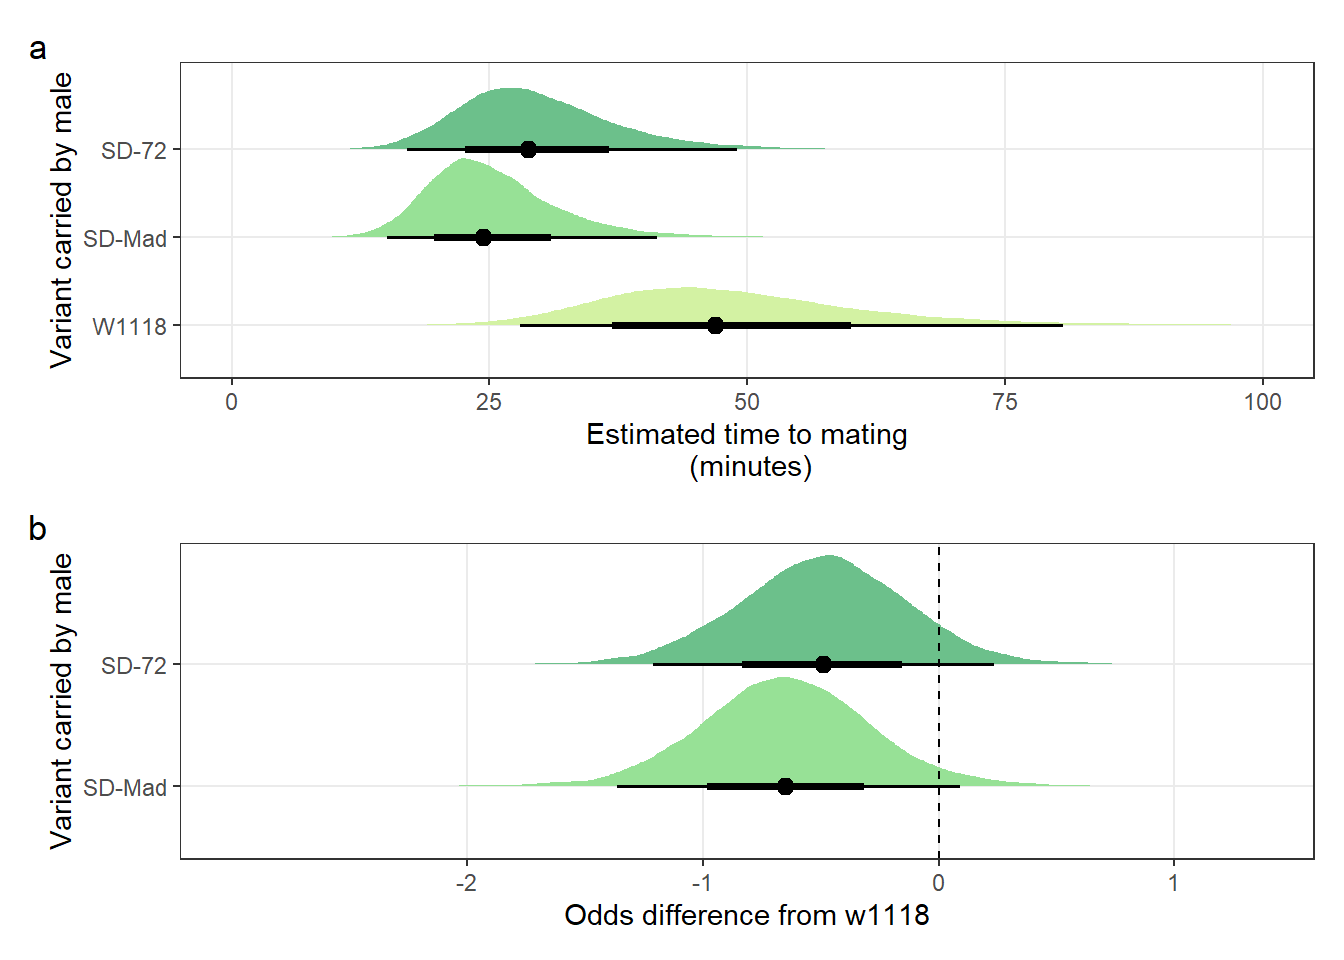 a
Variant carried by male
SD-72
SD-Mad
W1118
0 25 50 75 100
Estimated time to mating
(minutes)
b
Variant carried by male
SD-72
SD-Mad
-2 -1 0 1
Odds difference from w1118